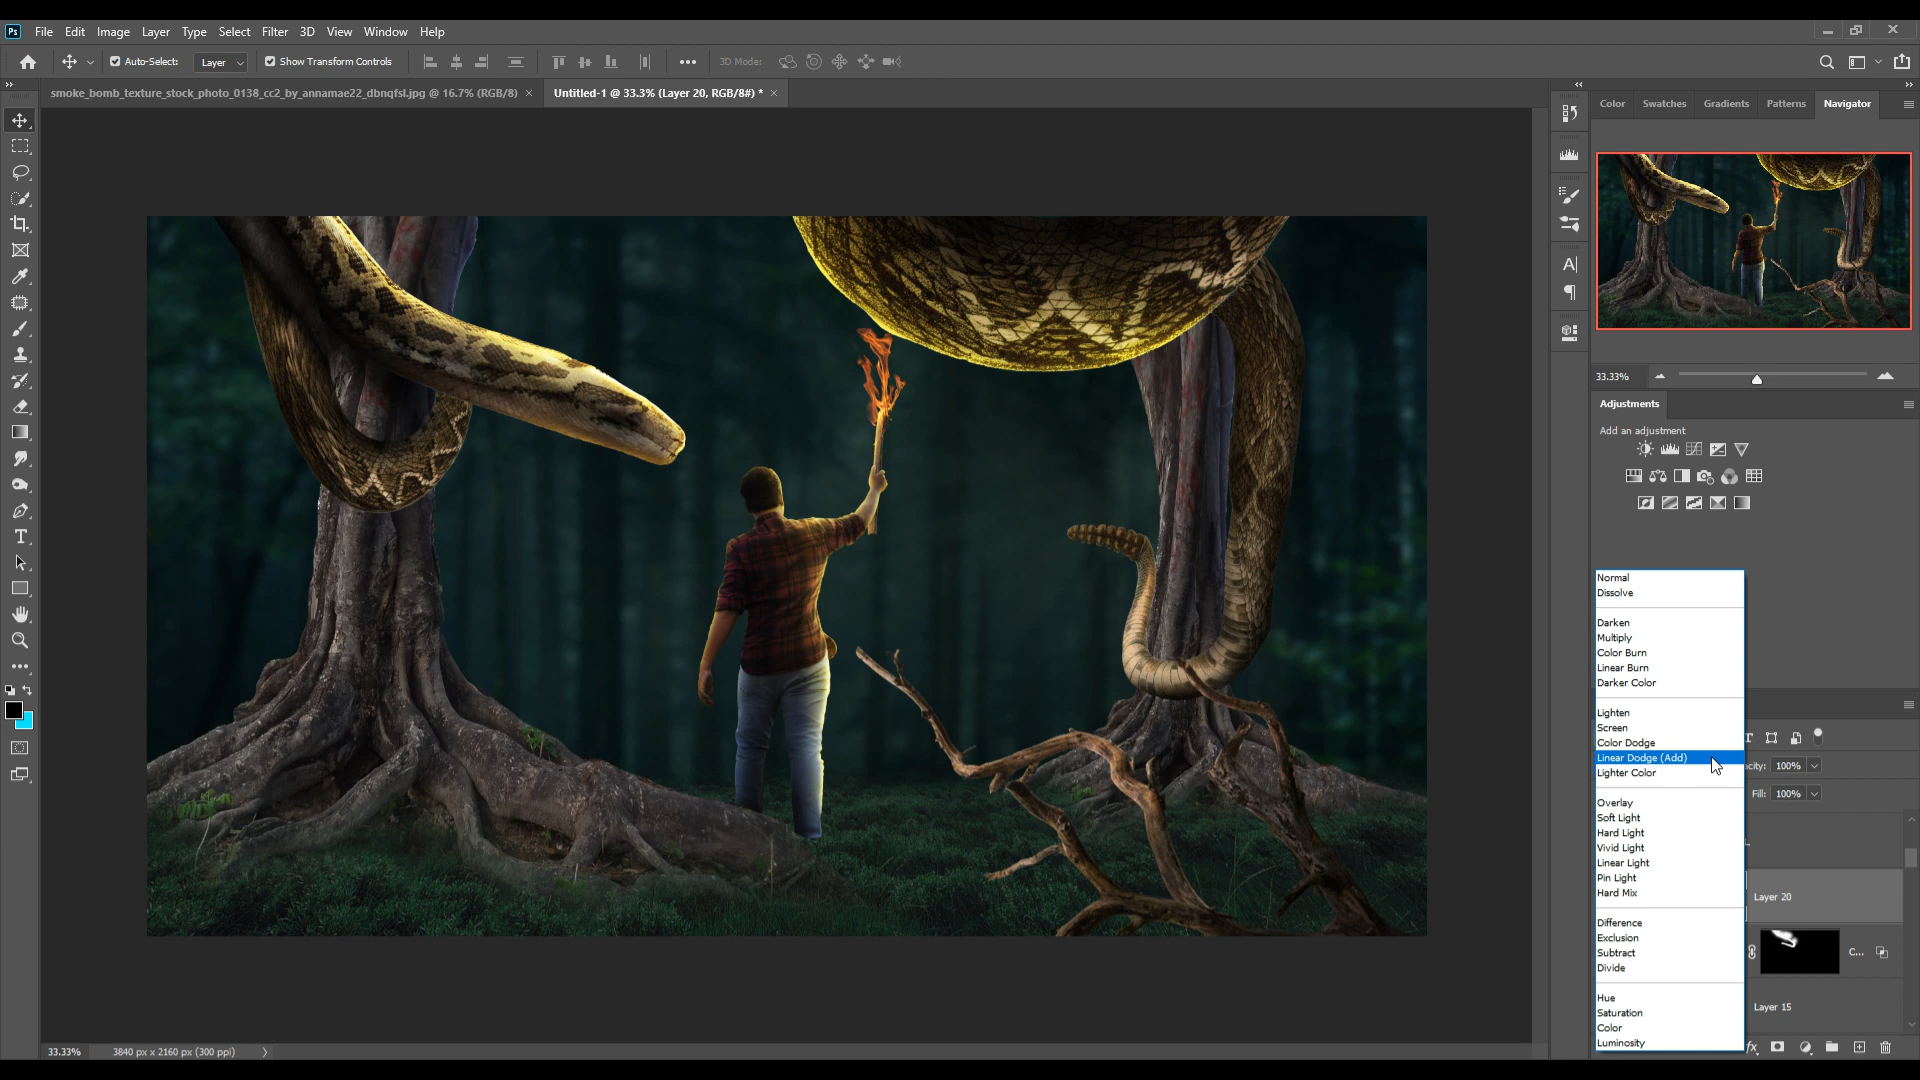 Ps File Edit Image Layer Type Select Filter 3D View Window Help
Auto-Select: Layer Show Transform Controls 3D Mode:
smoke_bomb_texture_stock_photo_0138_cc2_by_annamae22_dbnqfsl.jpg @ 16.7% (RGB/8) × Untitled-1 @ 33.3% (Layer 20, RGB/8#) * ×
Color Swatches Gradients Patterns Navigator
33.33%
Adjustments
Add an adjustment
Normal
Dissolve
Darken
Multiply
Color Burn
Linear Burn
Darker Color
Lighten
Screen
Color Dodge
Linear Dodge (Add)
Lighter Color
Overlay
Soft Light
Hard Light
Vivid Light
Linear Light
Pin Light
Hard Mix
Difference
Exclusion
Subtract
Divide
Hue
Saturation
Color
Luminosity
acity: 100%
Fill: 100%
Layer 20
C...
Layer 15
fx
33.33% 3840 px x 2160 px (300 ppi)